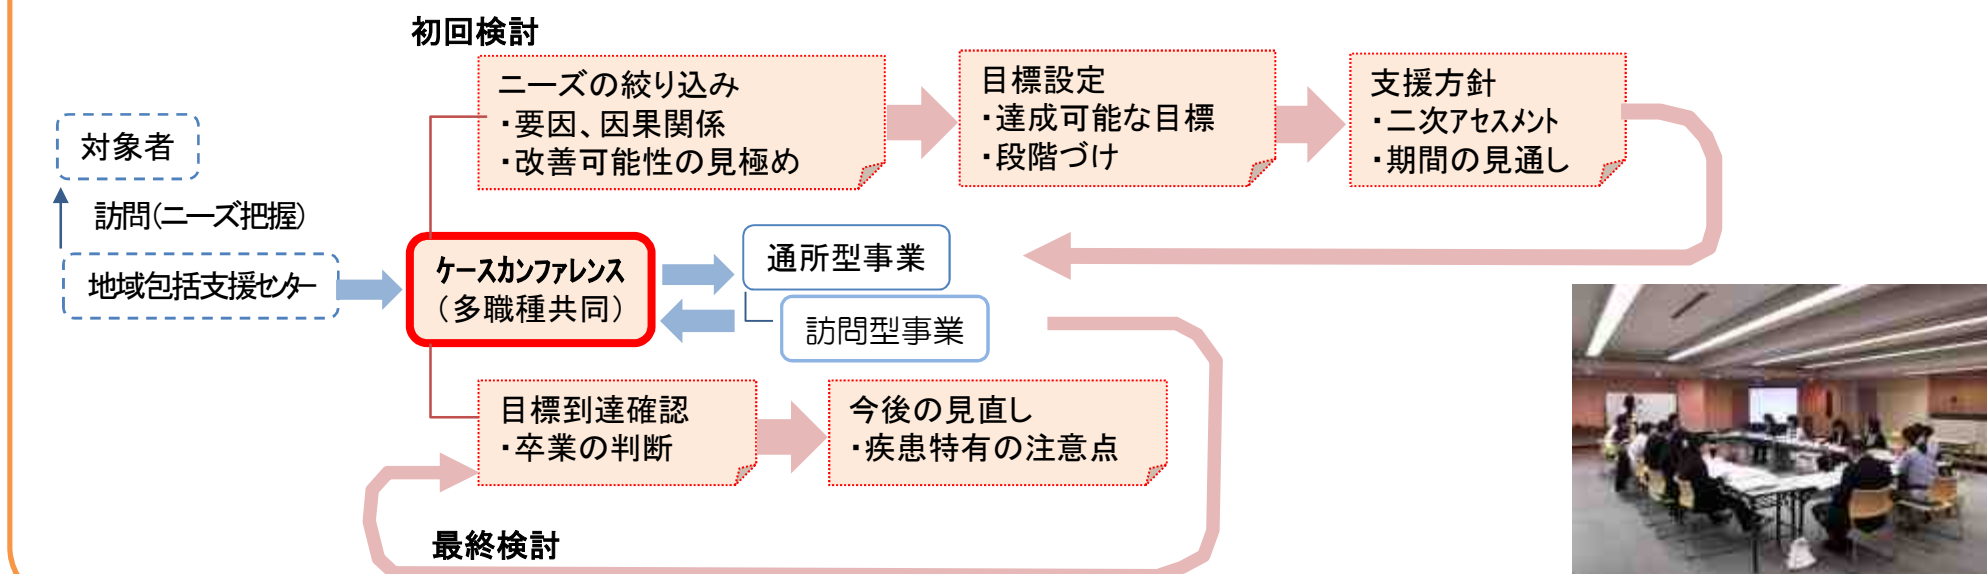 初回検討
ニーズの絞り込み
・要因、因果関係
・改善可能性の見極め
目標設定
・達成可能な目標
・段階づけ
支援方針
・二次アセスメント
・期間の見通し
対象者
訪問(ニーズ把握)
地域包括支援センター
ケースカンファレンス
（多職種共同）
通所型事業
訪問型事業
目標到達確認
・卒業の判断
今後の見直し
・疾患特有の注意点
最終検討